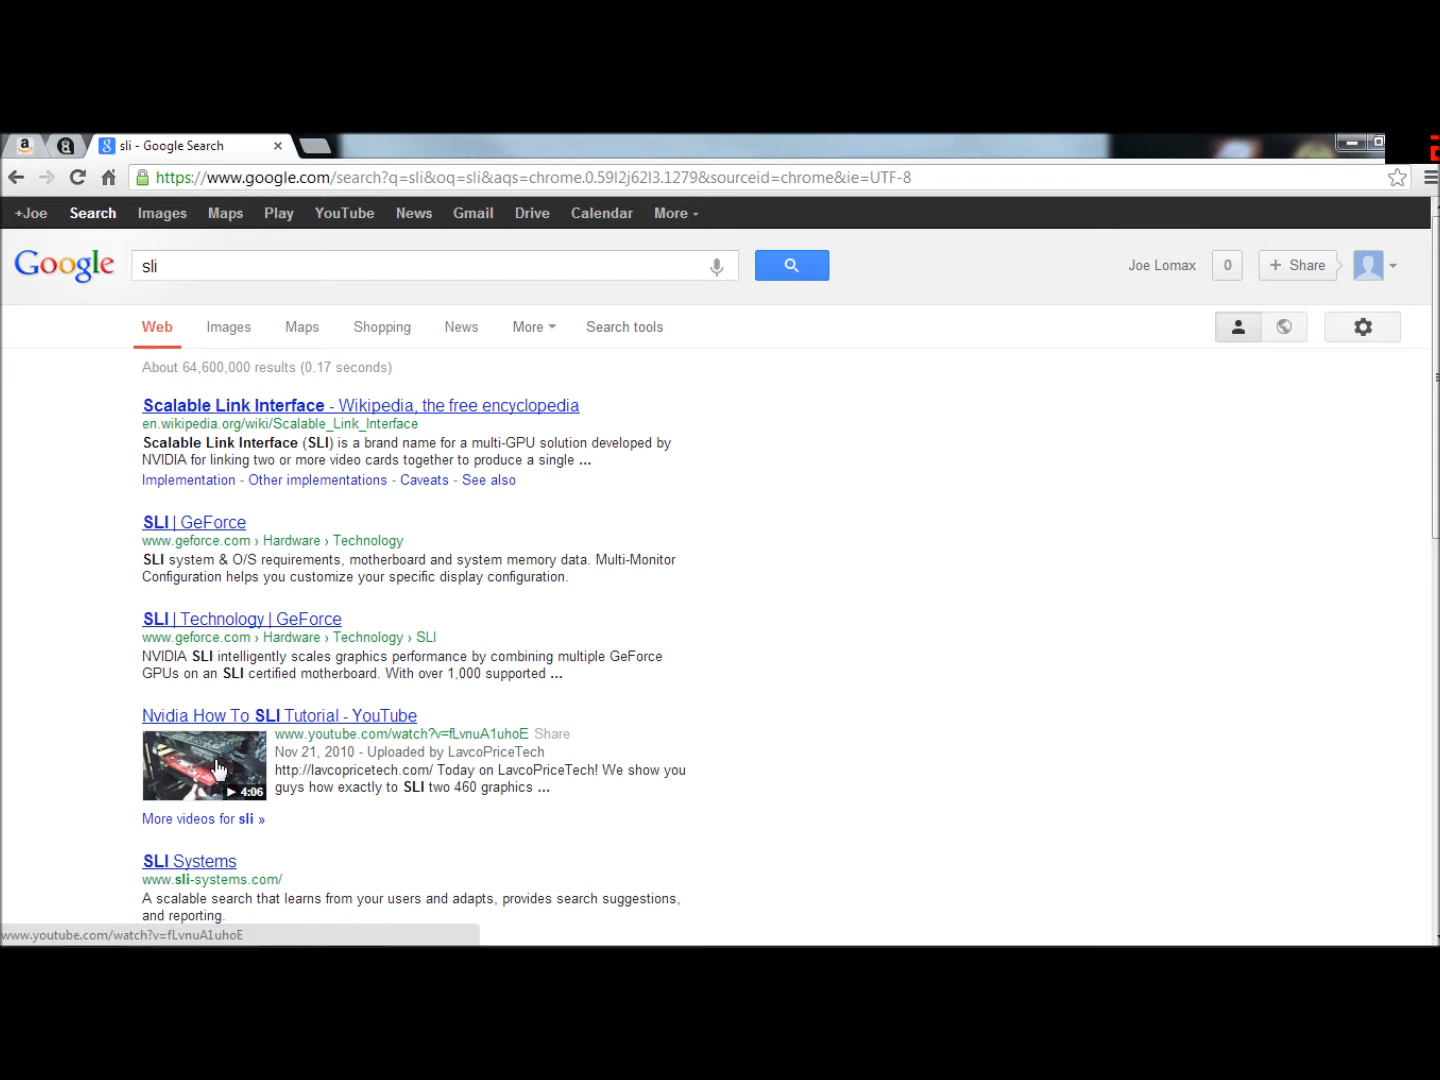 sli - Google Search
https://www.google.com/search?q=sli&oq=sli&aqs=chrome.0.59l2j62l3.1279&sourceid=chrome&ie=UTF-8
+Joe Search Images Maps Play YouTube News Gmail Drive Calendar More
Google sli Joe Lomax 0 + Share
Web Images Maps Shopping News More Search tools
About 64,600,000 results (0.17 seconds)
Scalable Link Interface - Wikipedia, the free encyclopedia
en.wikipedia.org/wiki/Scalable_Link_Interface
Scalable Link Interface (SLI) is a brand name for a multi-GPU solution developed by
NVIDIA for linking two or more video cards together to produce a single ...
Implementation - Other implementations - Caveats - See also
SLI | GeForce
www.geforce.com › Hardware › Technology
SLI system & O/S requirements, motherboard and system memory data. Multi-Monitor
Configuration helps you customize your specific display configuration.
SLI | Technology | GeForce
www.geforce.com › Hardware › Technology › SLI
NVIDIA SLI intelligently scales graphics performance by combining multiple GeForce
GPUs on an SLI certified motherboard. With over 1,000 supported ...
Nvidia How To SLI Tutorial - YouTube
www.youtube.com/watch?v=fLvnuA1uhoE Share
Nov 21, 2010 - Uploaded by LavcoPriceTech
http://lavcopricetech.com/ Today on LavcoPriceTech! We show you
guys how exactly to SLI two 460 graphics ...
4:06
More videos for sli »
SLI Systems
www.sli-systems.com/
A scalable search that learns from your users and adapts, provides search suggestions,
and reporting.
www.youtube.com/watch?v=fLvnuA1uhoE